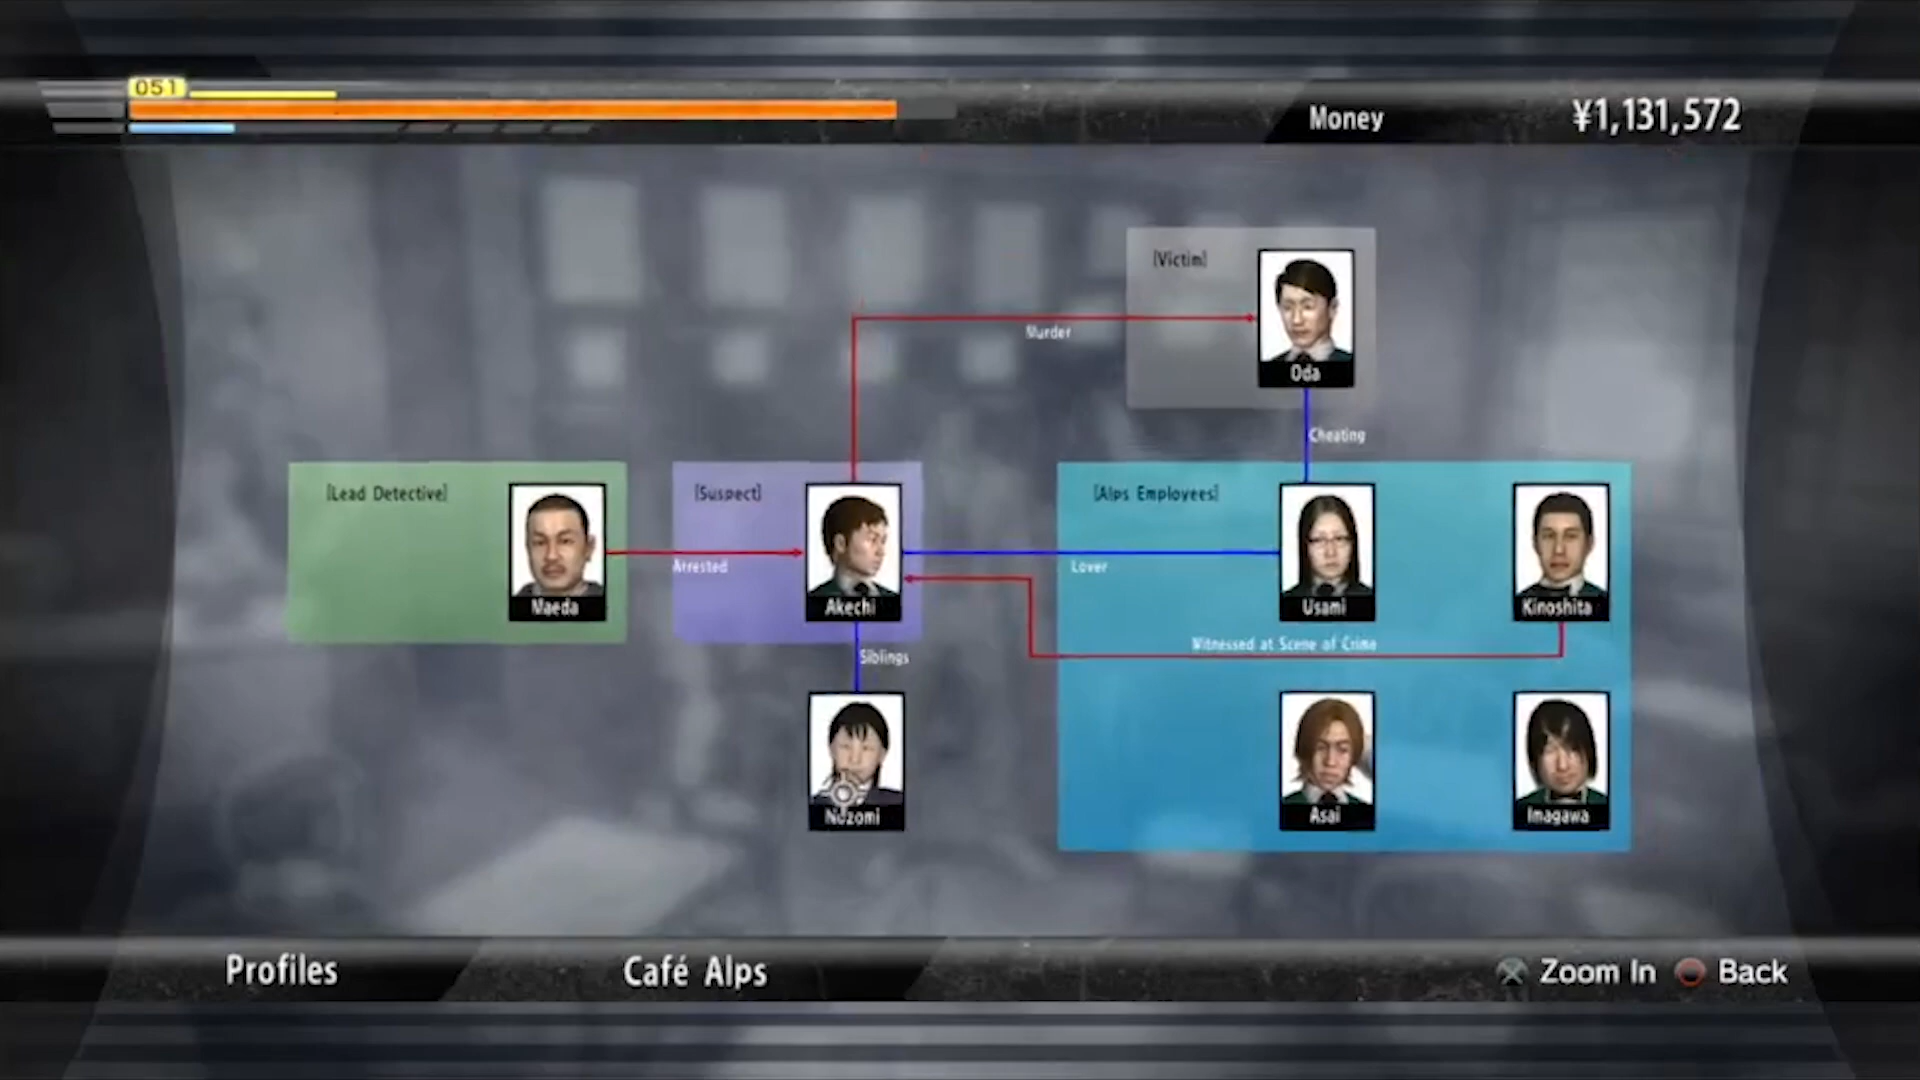 051
Money
¥1,131,572
[Victim]
Oda
Murder
Cheating
[Lead Detective]
Maeda
Arrested
[Suspect]
Akechi
Lover
[Alps Employees]
Usami
Kinoshita
Witnessed at Scene of Crime
Siblings
Nozomi
Asai
Imagawa
Profiles
Café Alps
Zoom In
Back